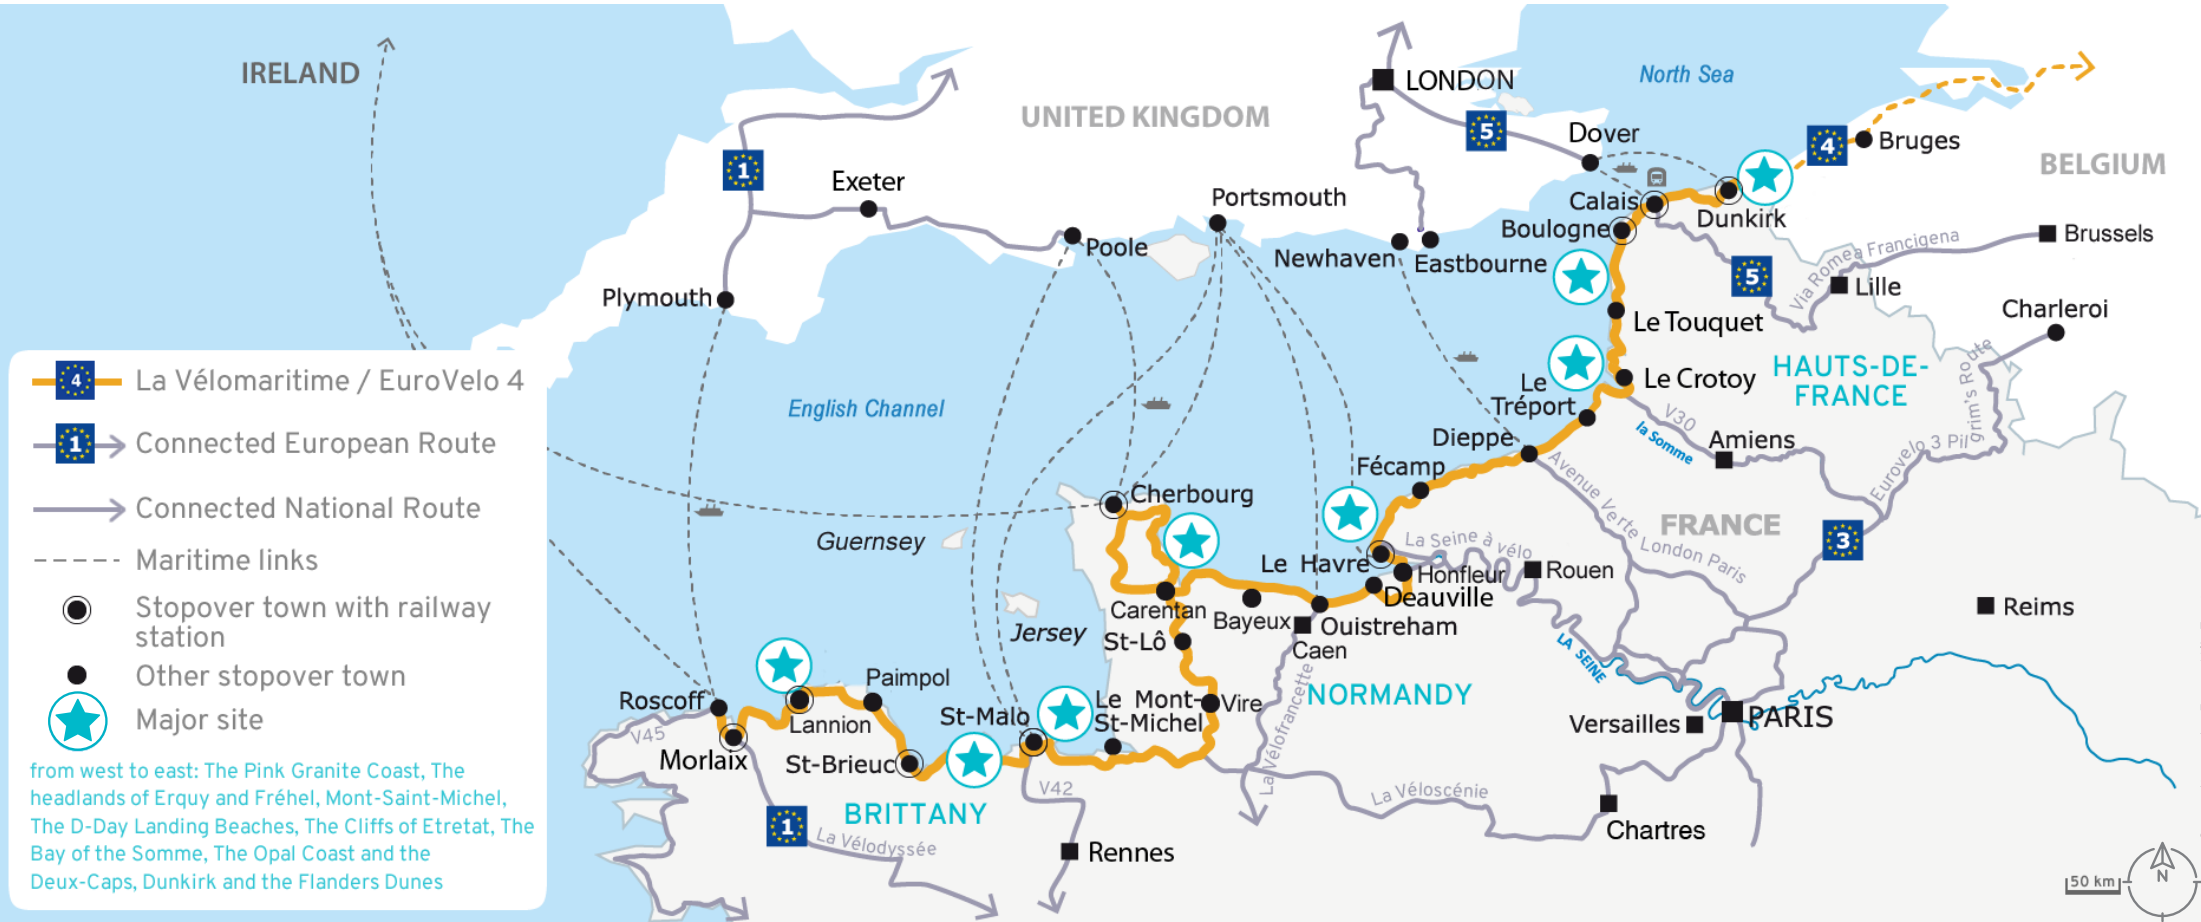 IRELAND
UNITED KINGDOM
LONDON
North Sea
5
Dover
4
Bruges
BELGIUM
1
Exeter
Portsmouth
Calais
Dunkirk
Boulogne
Poole
Newhaven
Eastbourne
Brussels
Via Romea Francigena
5
Lille
Plymouth
Le Touquet
Charleroi
HAUTS-DE-
FRANCE
Le Crotoy
Le
Tréport
English Channel
V30
la Somme
Amiens
Eurovelo 3 Pilgrim's Route
Dieppe
Fécamp
Avenue Verte London Paris
Cherbourg
FRANCE
3
Guernsey
La Seine à vélo
Le Havre
Honfleur
Rouen
Deauville
Carentan
Bayeux
Ouistreham
Caen
Reims
Jersey
St-Lô
LA SEINE
Paimpol
Roscoff
Lannion
Le Mont-
St-Michel
Vire
NORMANDY
La Vélofrancette
St-Malo
V45
Morlaix
St-Brieuc
Versailles
PARIS
V42
La Véloscénie
BRITTANY
1
La Vélodyssée
Rennes
Chartres
50 km
N
4
La Vélomaritime / EuroVelo 4
1
Connected European Route
Connected National Route
Maritime links
Stopover town with railway
station
Other stopover town
Major site
from west to east: The Pink Granite Coast, The
headlands of Erquy and Fréhel, Mont-Saint-Michel,
The D-Day Landing Beaches, The Cliffs of Etretat, The
Bay of the Somme, The Opal Coast and the
Deux-Caps, Dunkirk and the Flanders Dunes